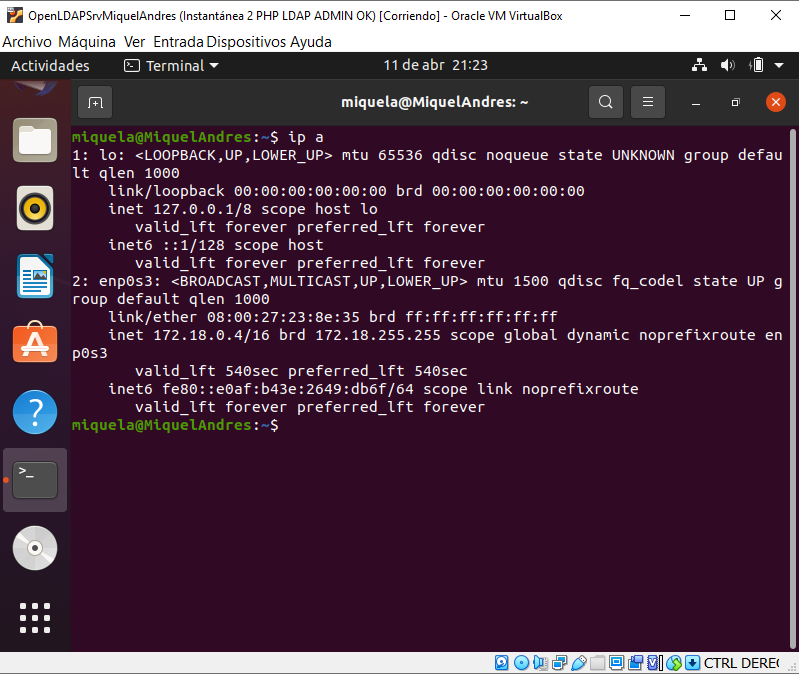 OpenLDAPSrvMiquelAndres (Instantánea 2 PHP LDAP ADMIN OK) [Corriendo] - Oracle VM VirtualBox
Archivo Máquina Ver Entrada Dispositivos Ayuda
Actividades Terminal 11 de abr 21:23
miquela@MiquelAndres: ~
miquela@MiquelAndres:~$ ip a
1: lo: <LOOPBACK,UP,LOWER_UP> mtu 65536 qdisc noqueue state UNKNOWN group defau
lt qlen 1000
link/loopback 00:00:00:00:00:00 brd 00:00:00:00:00:00
inet 127.0.0.1/8 scope host lo
valid_lft forever preferred_lft forever
inet6 ::1/128 scope host
valid_lft forever preferred_lft forever
2: enp0s3: <BROADCAST,MULTICAST,UP,LOWER_UP> mtu 1500 qdisc fq_codel state UP g
roup default qlen 1000
link/ether 08:00:27:23:8e:35 brd ff:ff:ff:ff:ff:ff
inet 172.18.0.4/16 brd 172.18.255.255 scope global dynamic noprefixroute en
p0s3
valid_lft 540sec preferred_lft 540sec
inet6 fe80::e0af:b43e:2649:db6f/64 scope link noprefixroute
valid_lft forever preferred_lft forever
miquela@MiquelAndres:~$
CTRL DEREC